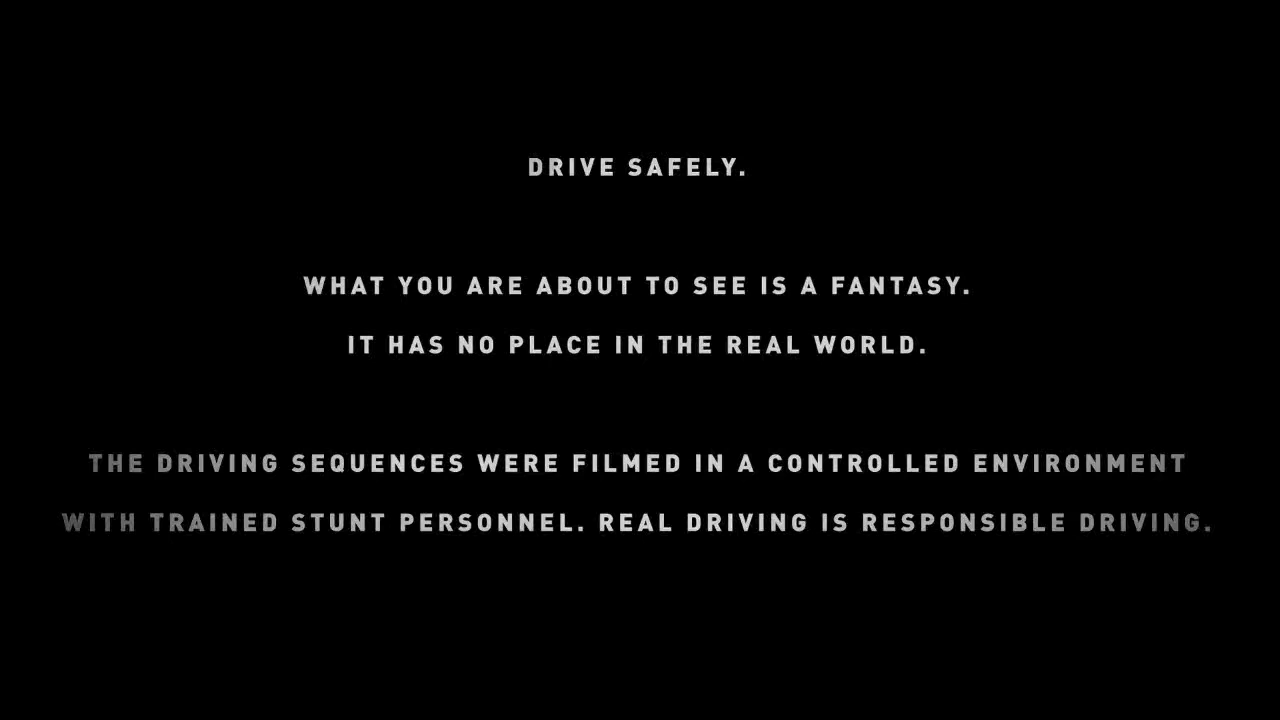 DRIVE SAFELY.
WHAT YOU ARE ABOUT TO SEE IS A FANTASY.
IT HAS NO PLACE IN THE REAL WORLD.
THE DRIVING SEQUENCES WERE FILMED IN A CONTROLLED ENVIRONMENT
WITH TRAINED STUNT PERSONNEL. REAL DRIVING IS RESPONSIBLE DRIVING.